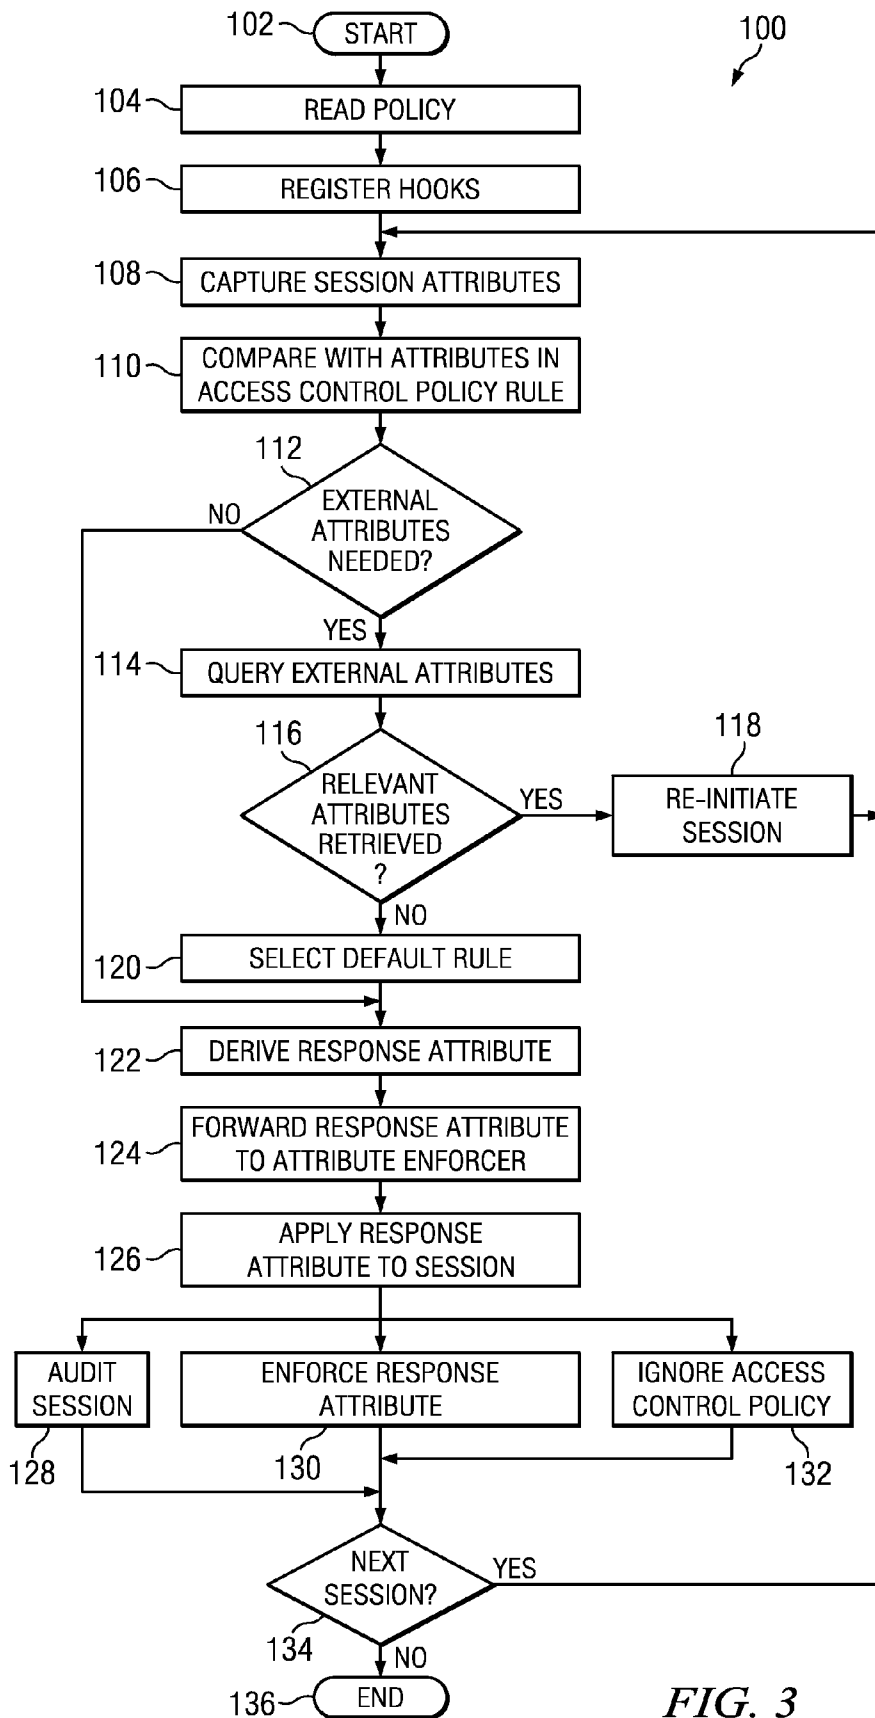 102
START
100
104
READ POLICY
106
REGISTER HOOKS
108
CAPTURE SESSION ATTRIBUTES
110
COMPARE WITH ATTRIBUTES IN
ACCESS CONTROL POLICY RULE
112
EXTERNAL
ATTRIBUTES
NEEDED?
NO
YES
114
QUERY EXTERNAL ATTRIBUTES
116
RELEVANT
ATTRIBUTES
RETRIEVED
?
YES
118
RE-INITIATE
SESSION
NO
120
SELECT DEFAULT RULE
122
DERIVE RESPONSE ATTRIBUTE
124
FORWARD RESPONSE ATTRIBUTE
TO ATTRIBUTE ENFORCER
126
APPLY RESPONSE
ATTRIBUTE TO SESSION
AUDIT
SESSION
128
ENFORCE RESPONSE
ATTRIBUTE
130
IGNORE ACCESS
CONTROL POLICY
132
NEXT
SESSION?
YES
134
NO
136
END
FIG. 3